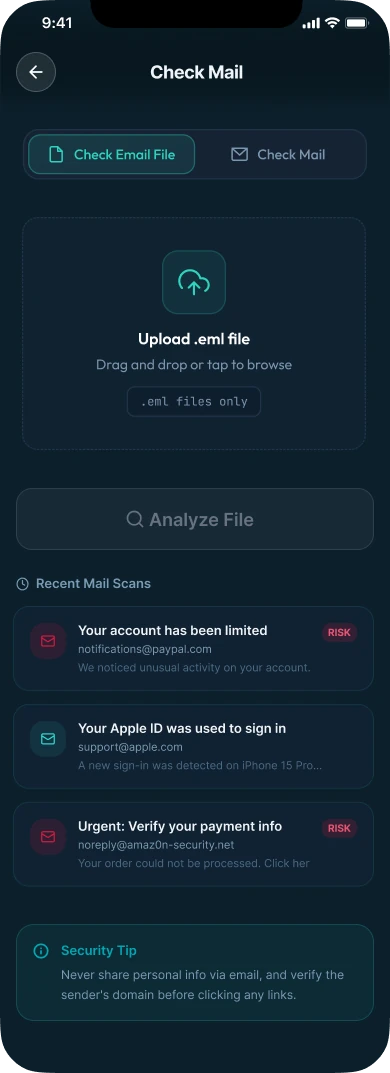 9:41
Check Mail
Check Email File
Check Mail
Upload .eml file
Drag and drop or tap to browse
.eml files only
Analyze File
Recent Mail Scans
Your account has been limited
RISK
notifications@paypal.com
We noticed unusual activity on your account.
Your Apple ID was used to sign in
support@apple.com
A new sign-in was detected on iPhone 15 Pro...
Urgent: Verify your payment info
RISK
noreply@amaz0n-security.net
Your order could not be processed. Click her
Security Tip
Never share personal info via email, and verify the
sender's domain before clicking any links.